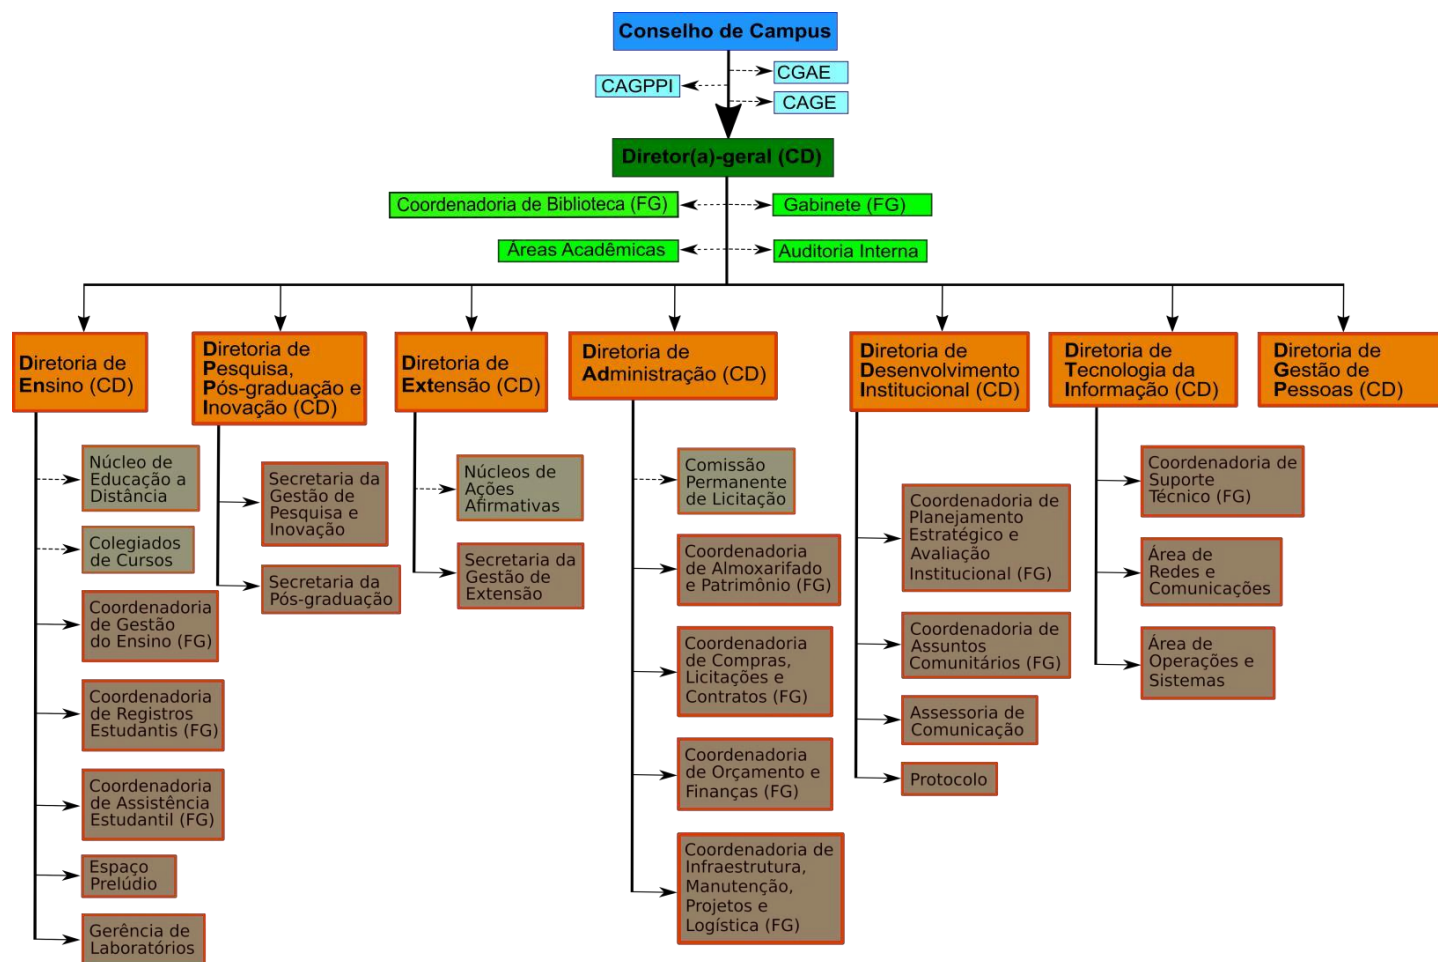 Conselho de Campus
CAGPPI
CGAE
CAGE
Diretor(a)-geral (CD)
Coordenadoria de Biblioteca (FG)
Gabinete (FG)
Áreas Acadêmicas
Auditoria Interna
Diretoria de
Ensino (CD)
Núcleo de
Educação a
Distância
Colegiados
de Cursos
Coordenadoria
de Gestão
do Ensino (FG)
Coordenadoria
de Registros
Estudantis (FG)
Coordenadoria
de Assistência
Estudantil (FG)
Espaço
Prelúdio
Gerência de
Laboratórios
Diretoria de
Pesquisa,
Pós-graduação e
Inovação (CD)
Secretaria da
Gestão de
Pesquisa e
Inovação
Secretaria da
Pós-graduação
Diretoria de
Extensão (CD)
Núcleos de
Ações
Afirmativas
Secretaria da
Gestão de
Extensão
Diretoria de
Administração (CD)
Comissão
Permanente
de Licitação
Coordenadoria
de Almoxarifado
e Patrimônio (FG)
Coordenadoria
de Compras,
Licitações e
Contratos (FG)
Coordenadoria
de Orçamento e
Finanças (FG)
Coordenadoria de
Infraestrutura,
Manutenção,
Projetos e
Logística (FG)
Diretoria de
Desenvolvimento
Institucional (CD)
Coordenadoria de
Planejamento
Estratégico e
Avaliação
Institucional (FG)
Coordenadoria de
Assuntos
Comunitários (FG)
Assessoria de
Comunicação
Protocolo
Diretoria de
Tecnologia da
Informação (CD)
Coordenadoria de
Suporte
Técnico (FG)
Área de
Redes e
Comunicações
Área de
Operações e
Sistemas
Diretoria de
Gestão de
Pessoas (CD)